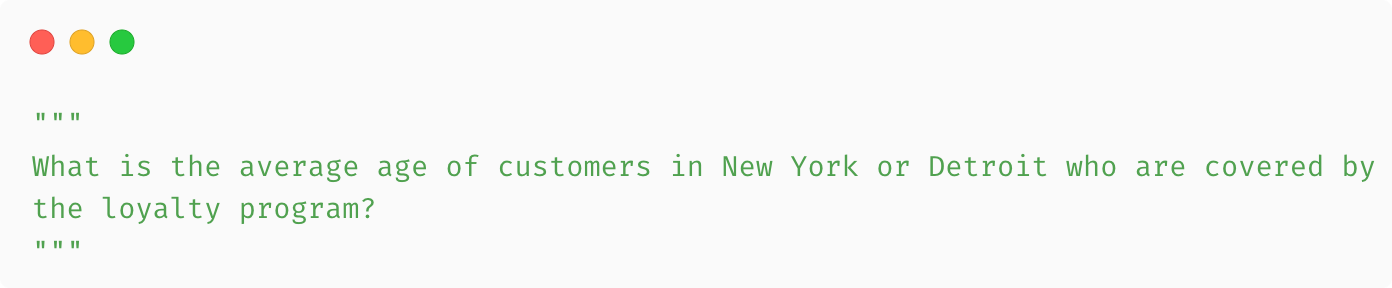 """
What is the average age of customers in New York or Detroit who are covered by
the loyalty program?
"""